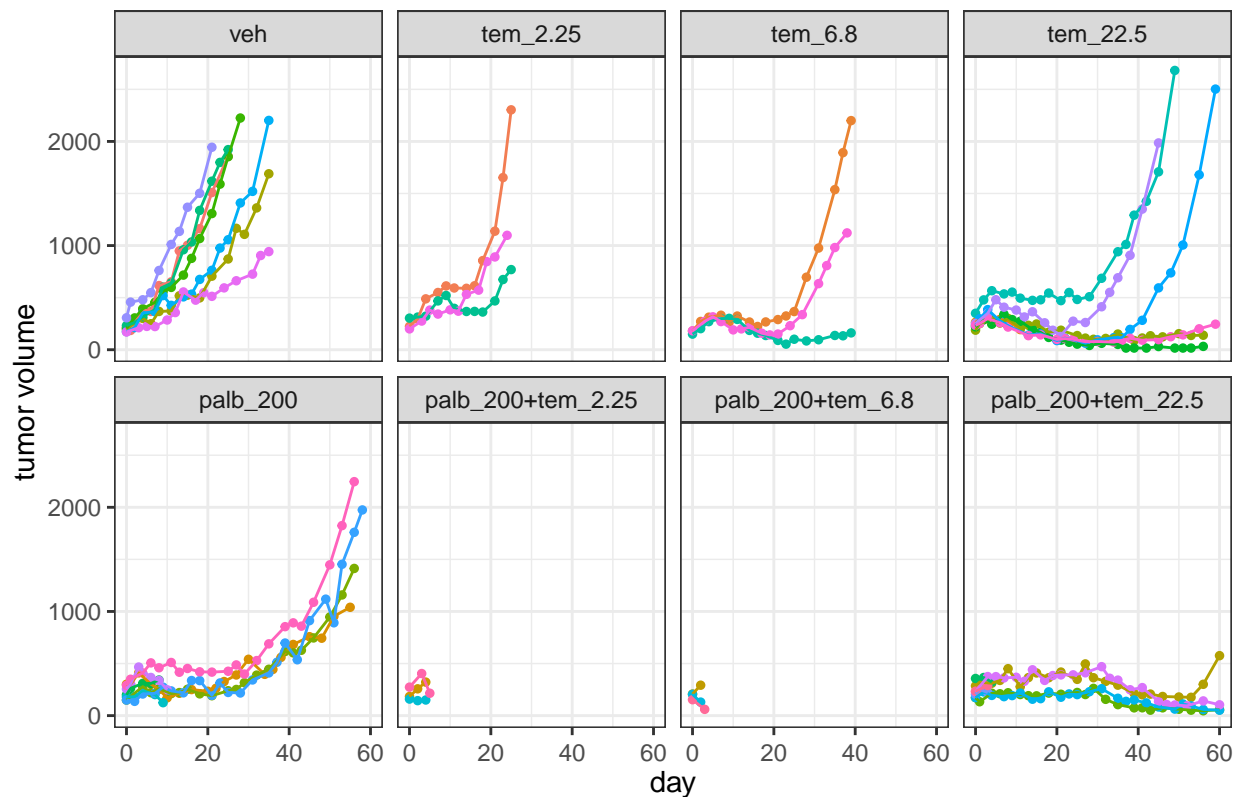 veh tem_2.25 tem_6.8 tem_22.5
2000
1000
0
palb_200 palb_200+tem_2.25 palb_200+tem_6.8 palb_200+tem_22.5
tumor volume
2000
1000
0
0 20 40 60 0 20 40 60 0 20 40 60 0 20 40 60
day